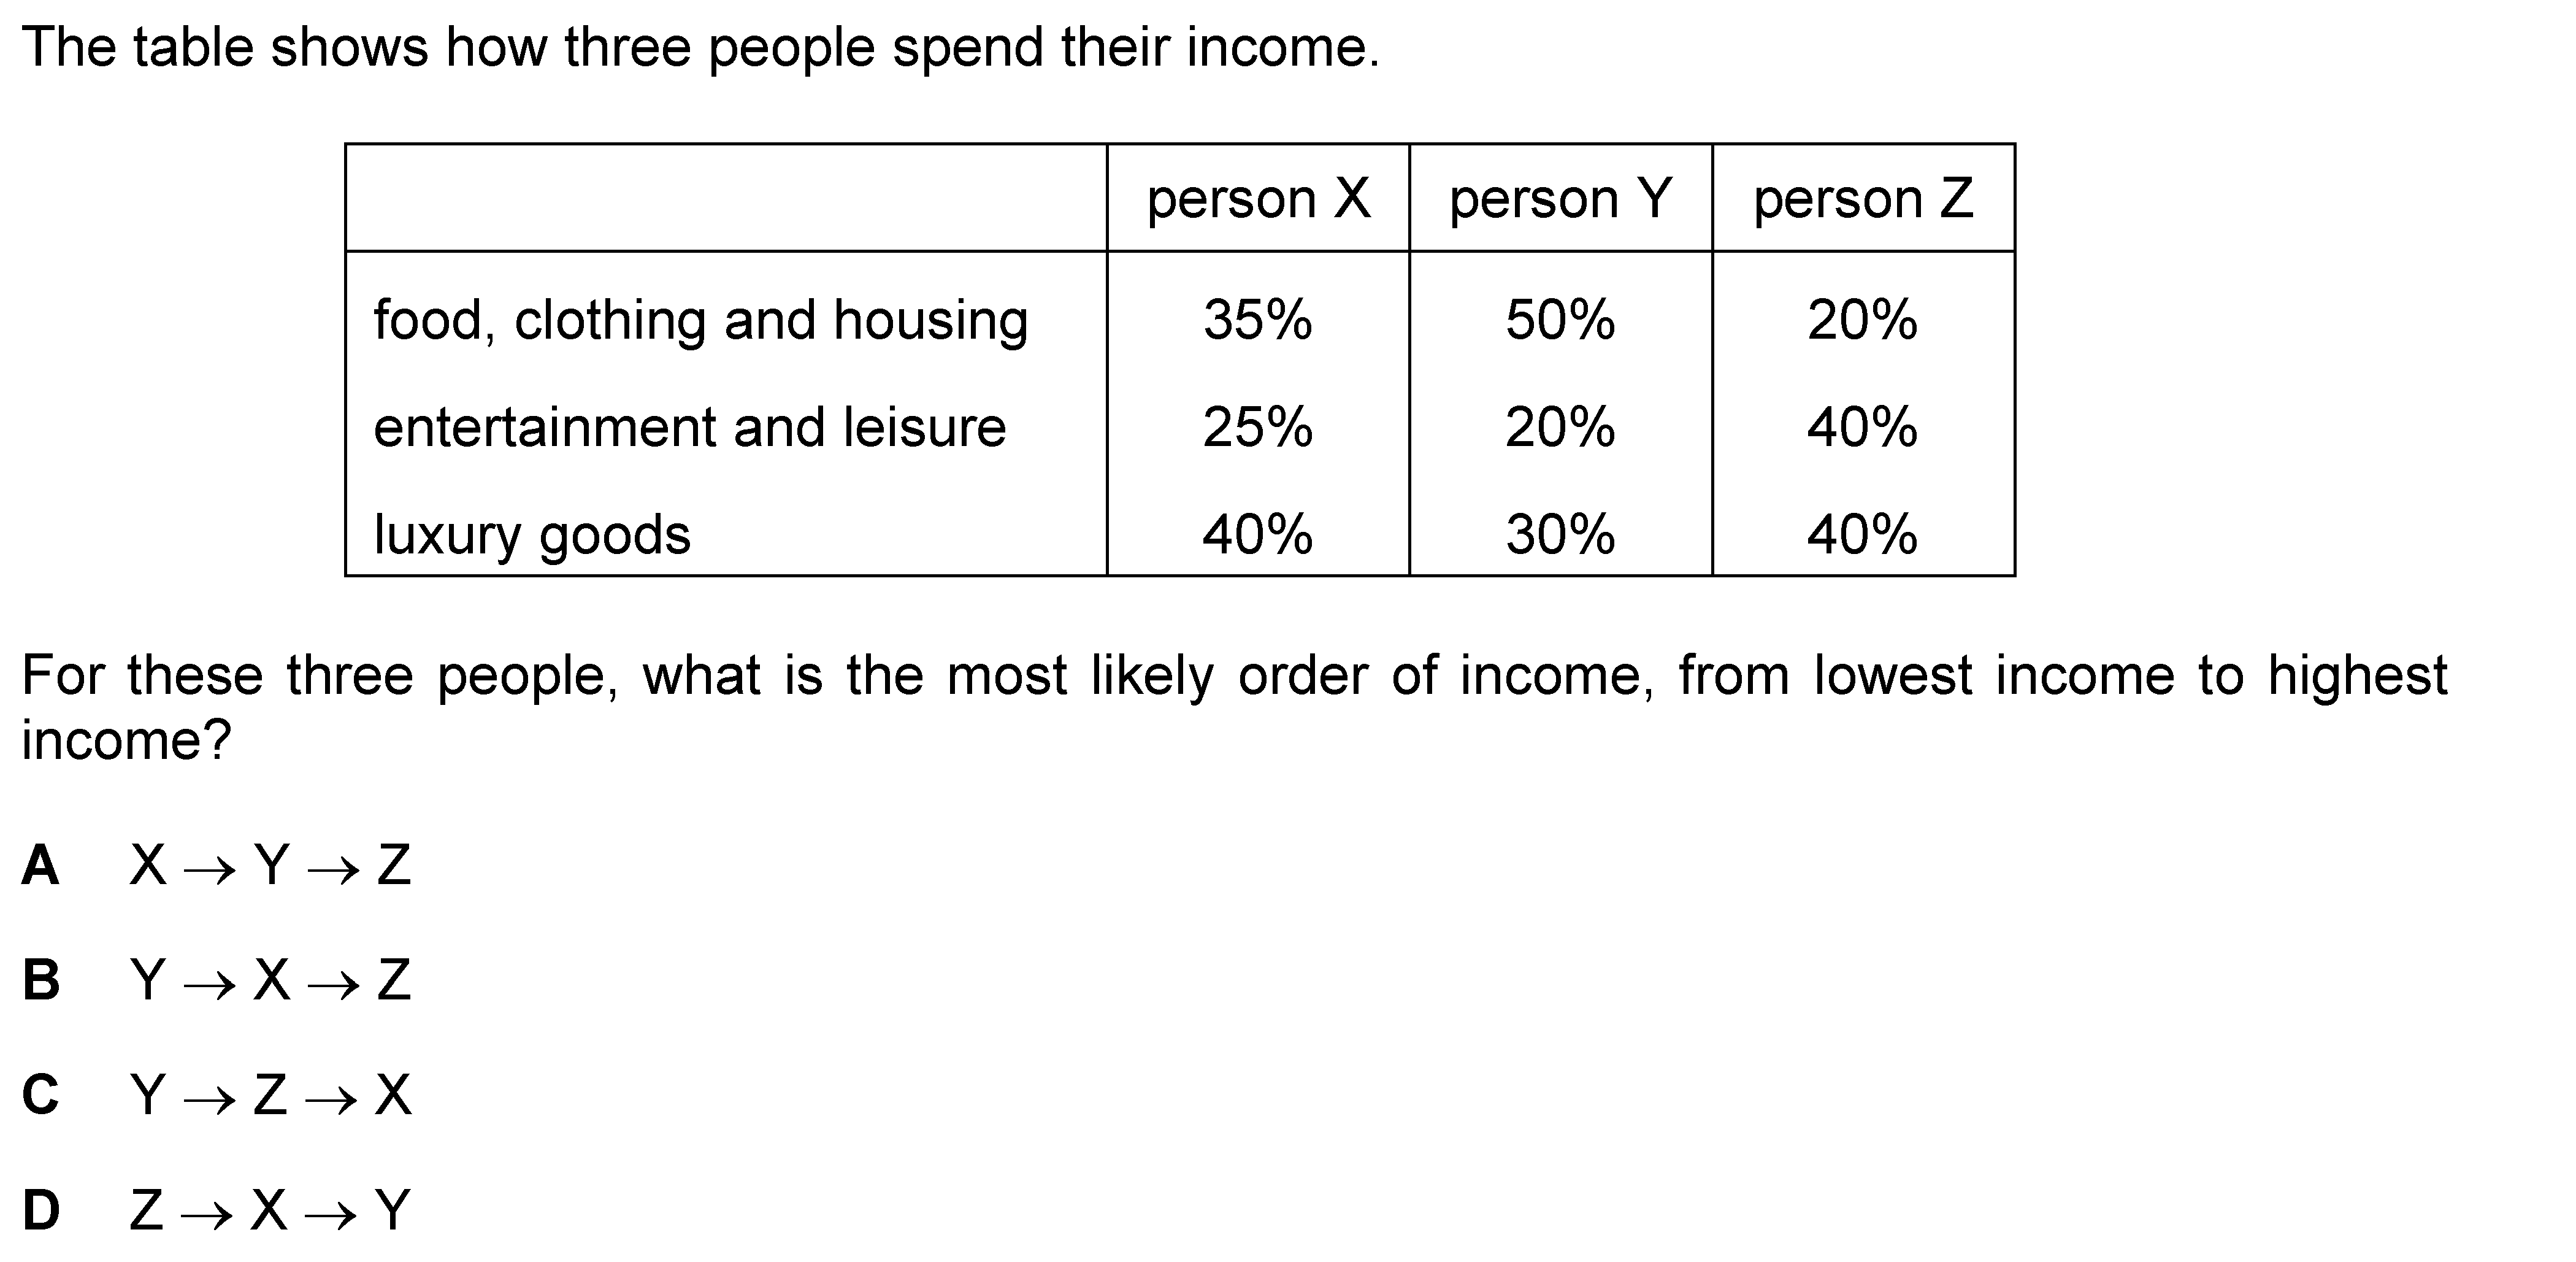 The table shows how three people spend their income.
person X person Y person Z
food, clothing and housing 35% 50% 20%
entertainment and leisure 25% 20% 40%
luxury goods 40% 30% 40%
For these three people, what is the most likely order of income, from lowest income to highest
income?
A X → Y → Z
B Y → X → Z
C Y → Z → X
D Z → X → Y